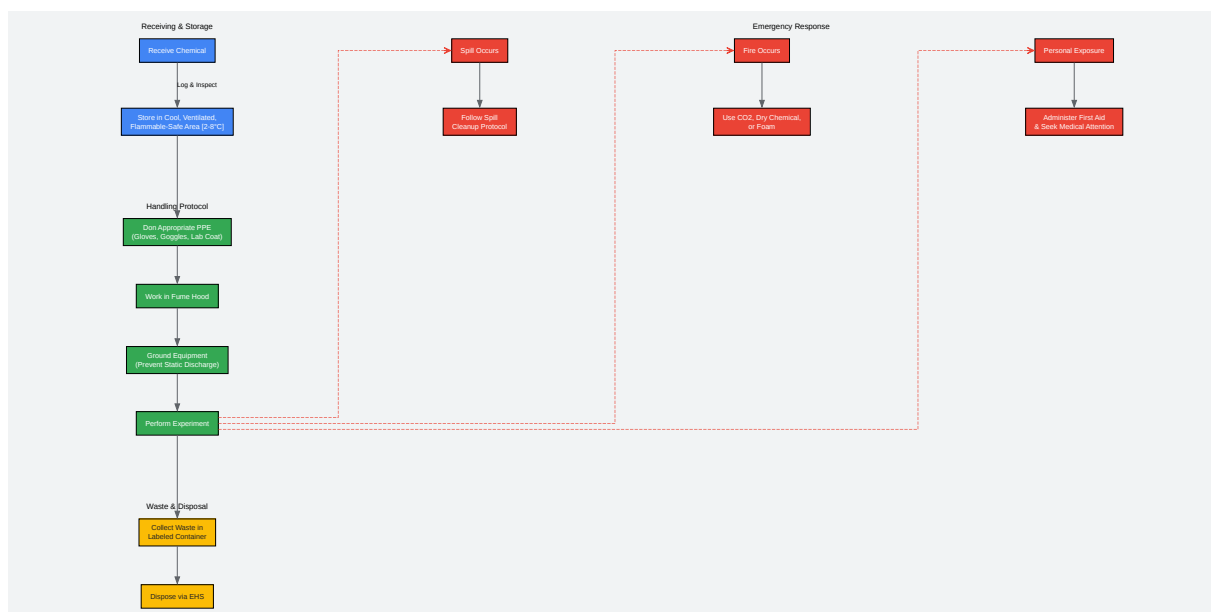 Receiving & Storage
Receive Chemical
Log & Inspect
Store in Cool, Ventilated,
Flammable-Safe Area [2-8°C]
Handling Protocol
Don Appropriate PPE
(Gloves, Goggles, Lab Coat)
Work in Fume Hood
Ground Equipment
(Prevent Static Discharge)
Perform Experiment
Waste & Disposal
Collect Waste in
Labeled Container
Dispose via EHS
Emergency Response
Spill Occurs
Follow Spill
Cleanup Protocol
Fire Occurs
Use CO2, Dry Chemical,
or Foam
Personal Exposure
Administer First Aid
& Seek Medical Attention